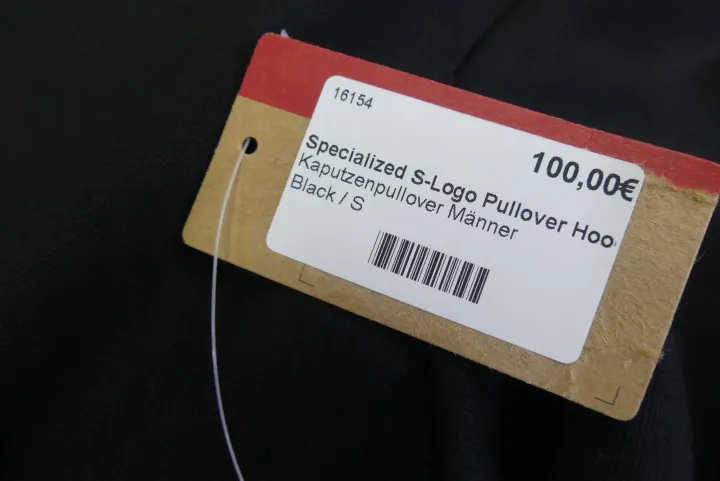 16154
100,00€
Specialized S-Logo Pullover Hoo
Kaputzenpullover Männer
Black / S